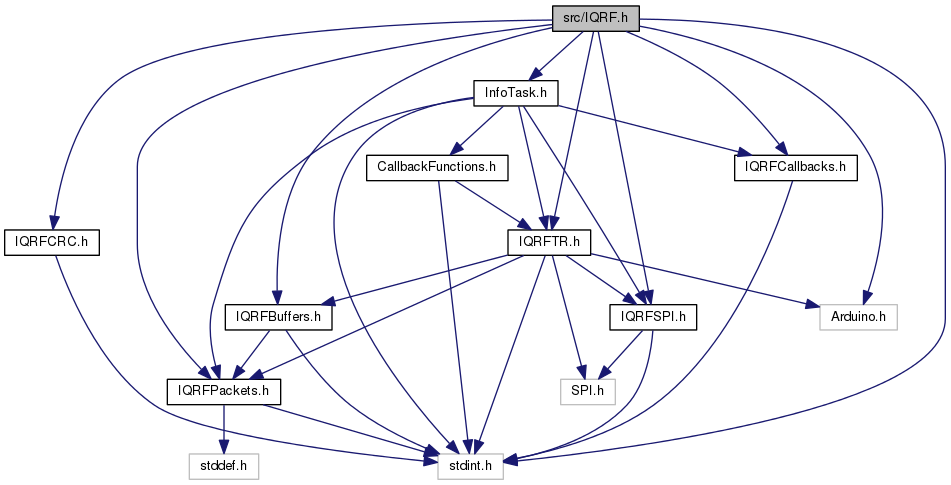 src/IQRF.h
InfoTask.h
CallbackFunctions.h
IQRFCallbacks.h
IQRFCRC.h
IQRFTR.h
IQRFBuffers.h
IQRFSPI.h
Arduino.h
IQRFPackets.h
SPI.h
stddef.h
stdint.h